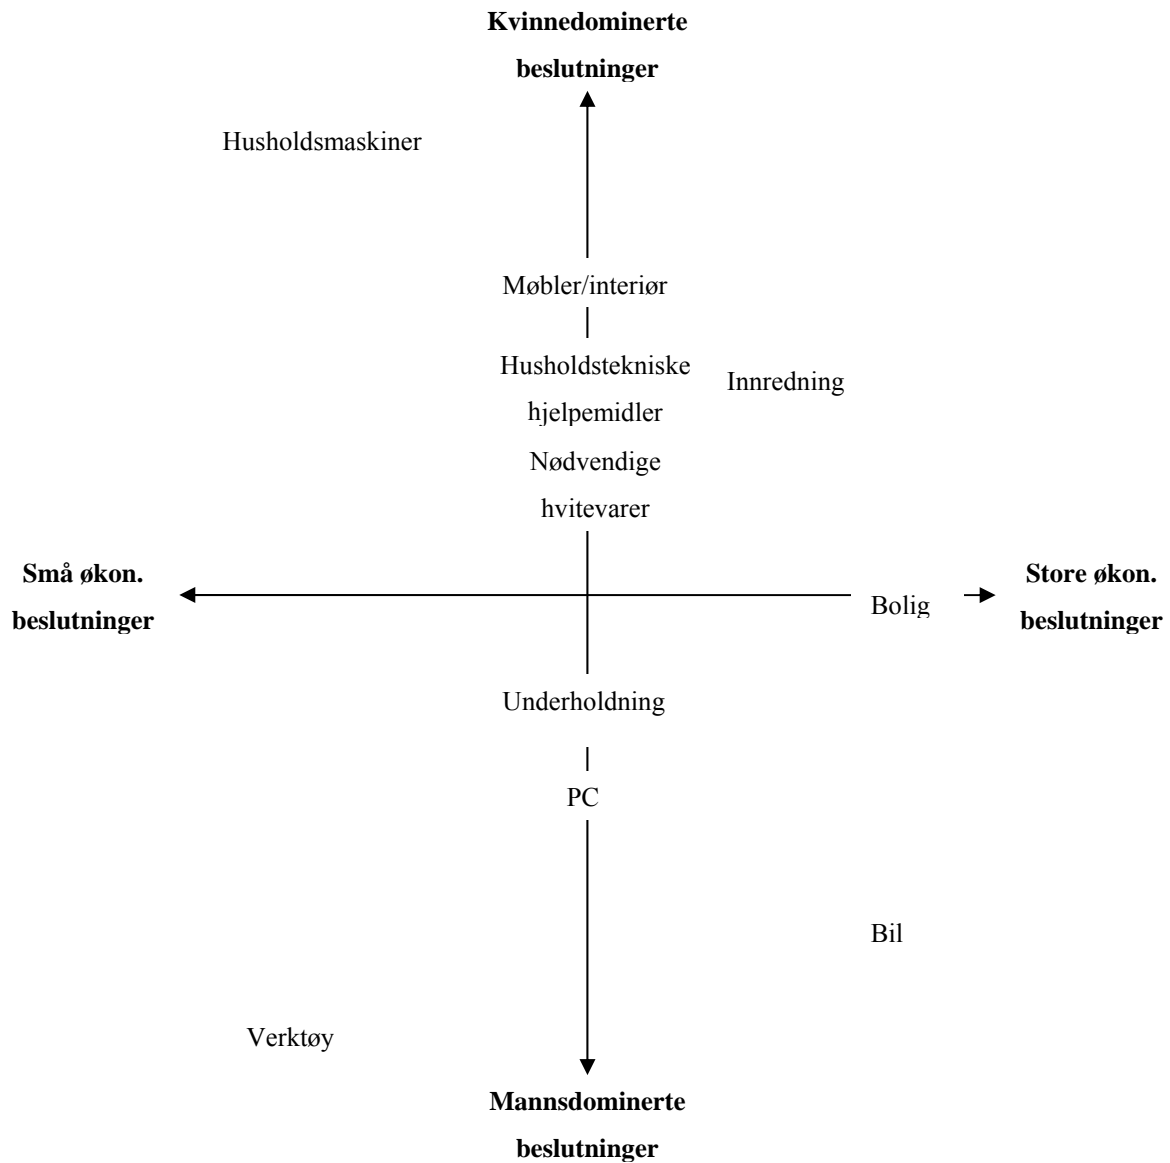 Kvinnedominerte
beslutninger
Husholdsmaskiner
Møbler/interiør
Husholdstekniske
hjelpemidler
Innredning
Nødvendige
hvitevarer
Små økon.
beslutninger
Bolig
Store økon.
beslutninger
Underholdning
PC
Bil
Verktøy
Mannsdominerte
beslutninger